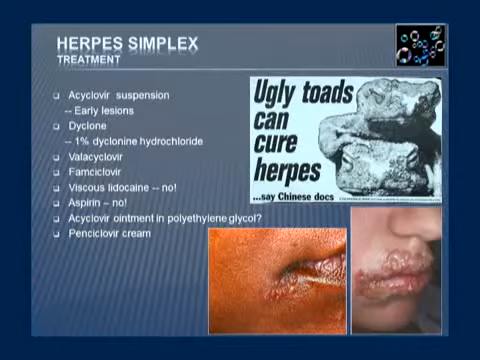 HERPES SIMPLEX
TREATMENT
Acyclovir suspension
-- Early lesions
Dyclone
-- 1% dyclonine hydrochloride
Valacyclovir
Famciclovir
Viscous lidocaine -- no!
Aspirin – no!
Acyclovir ointment in polyethylene glycol?
Penciclovir cream
Ugly toads
can
cure
herpes
...say Chinese docs